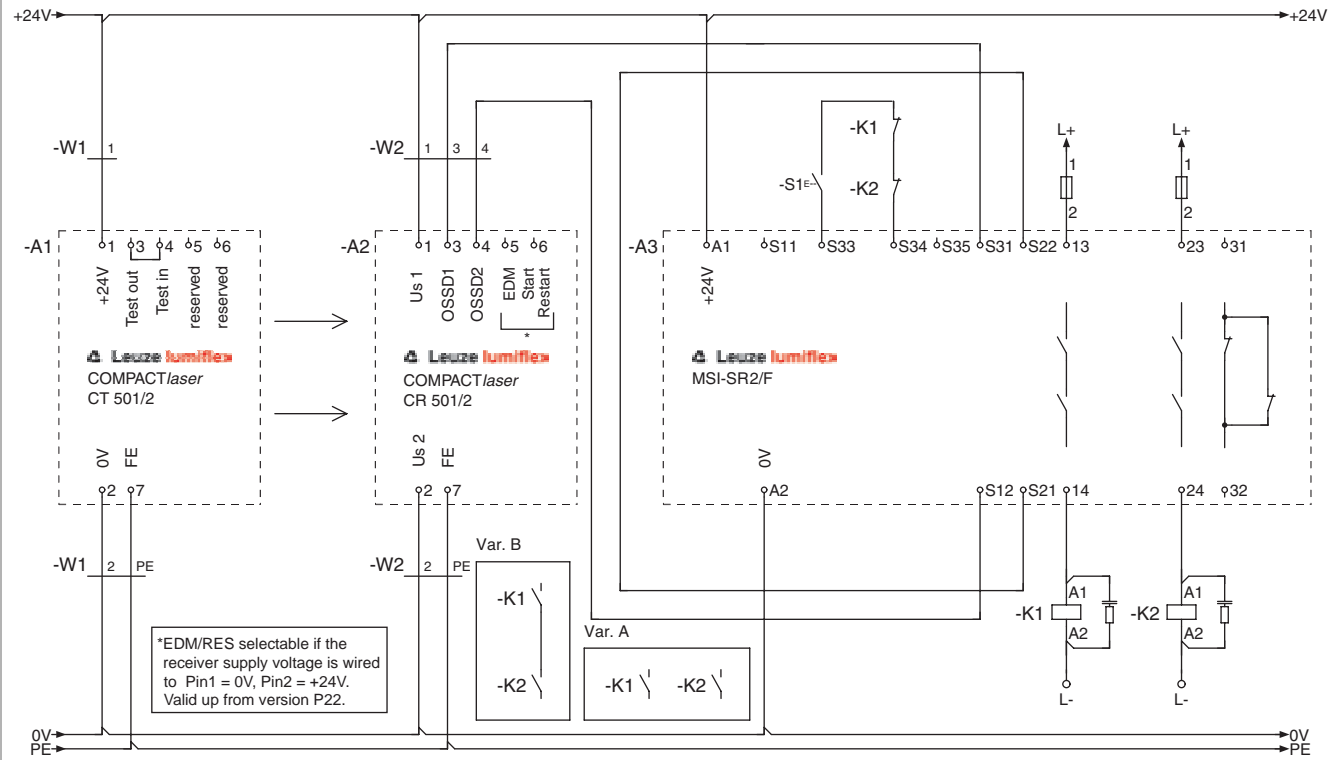 +24V
+24V
-W1 1
-W2 1 3 4
-K1
-S1 E--
-K2
L+
1
2
L+
1
2
-A1
1 3 4 5 6
+24V
Test out
Test in
reserved
reserved
Leuze lumiflex
COMPACTlaser
CT 501/2
0V
FE
2 7
-A2
1 3 4 5 6
Us 1
OSSD1
OSSD2
EDM
Start
Restart
*
Leuze lumiflex
COMPACTlaser
CR 501/2
Us 2
FE
2 7
-A3
A1 S11 S33 S34 S35 S31 S22 13 23 31
+24V
Leuze lumiflex
MSI-SR2/F
0V
A2 S12 S21 14 24 32
-W1 2 PE
-W2 2 PE
Var. B
-K1
-K2
Var. A
-K1 -K2
-K1
A1
A2
L-
-K2
A1
A2
L-
*EDM/RES selectable if the
receiver supply voltage is wired
to Pin1 = 0V, Pin2 = +24V.
Valid up from version P22.
0V
0V
PE
PE